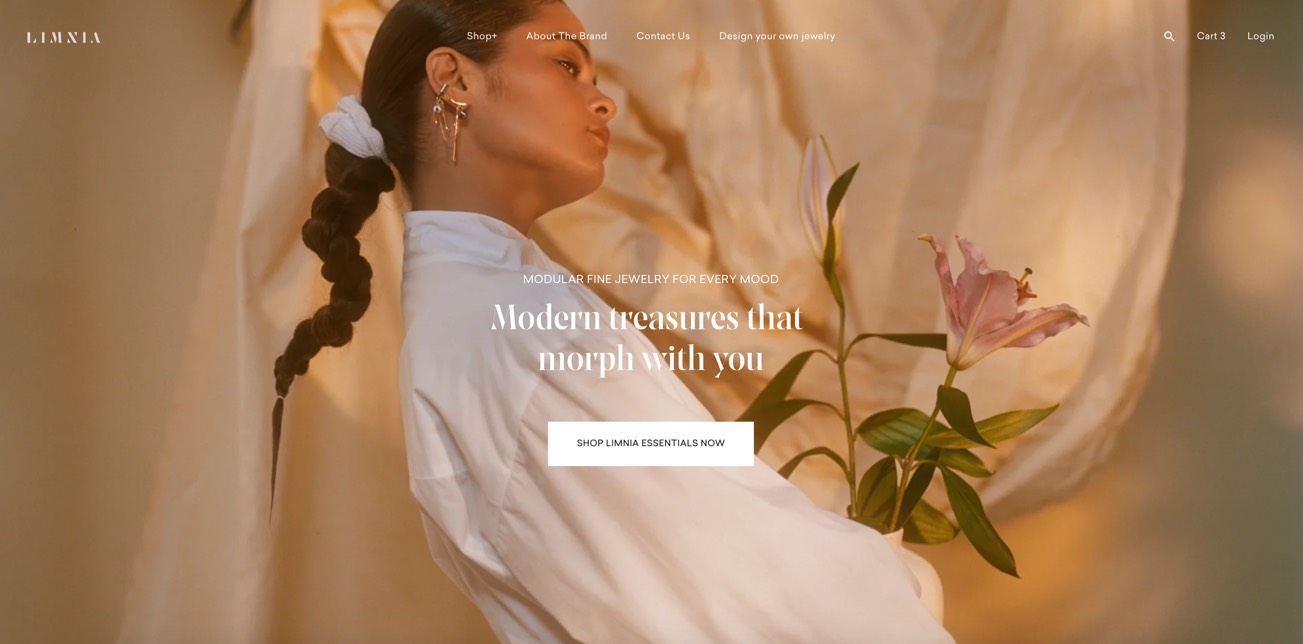 LIMNIA
Shop+
About The Brand
Contact Us
Design your own jewelry
Cart 3
Login
MODULAR FINE JEWELRY FOR EVERY MOOD
Modern treasures that
morph with you
SHOP LIMNIA ESSENTIALS NOW